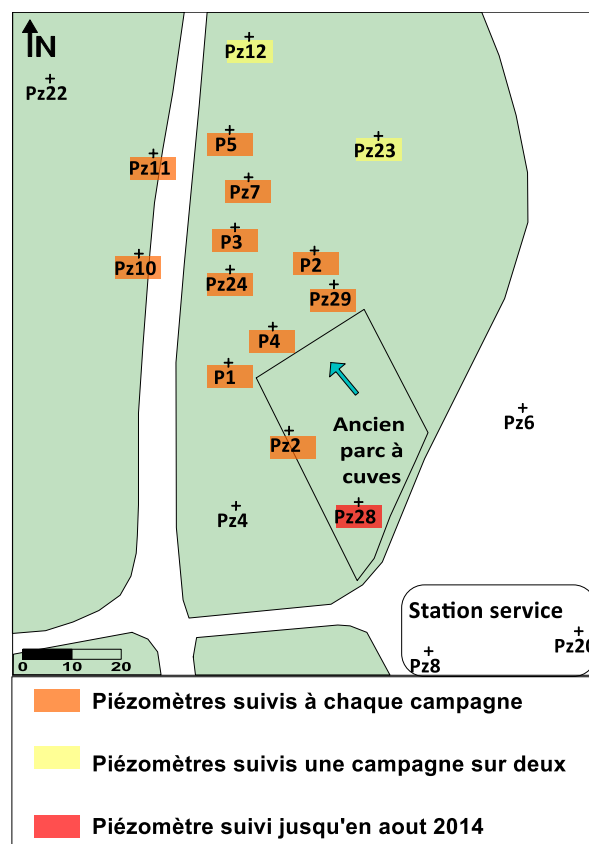 N
Pz12
Pz22
P5
Pz23
Pz11
Pz7
P3
P2
Pz10
Pz24
Pz29
P4
P1
Ancien
parc à
cuves
Pz6
Pz2
Pz28
Pz4
Station service
Pz8
0 10 20
Piézomètres suivis à chaque campagne
Piézomètres suivis une campagne sur deux
Piézomètre suivi jusqu'en aout 2014